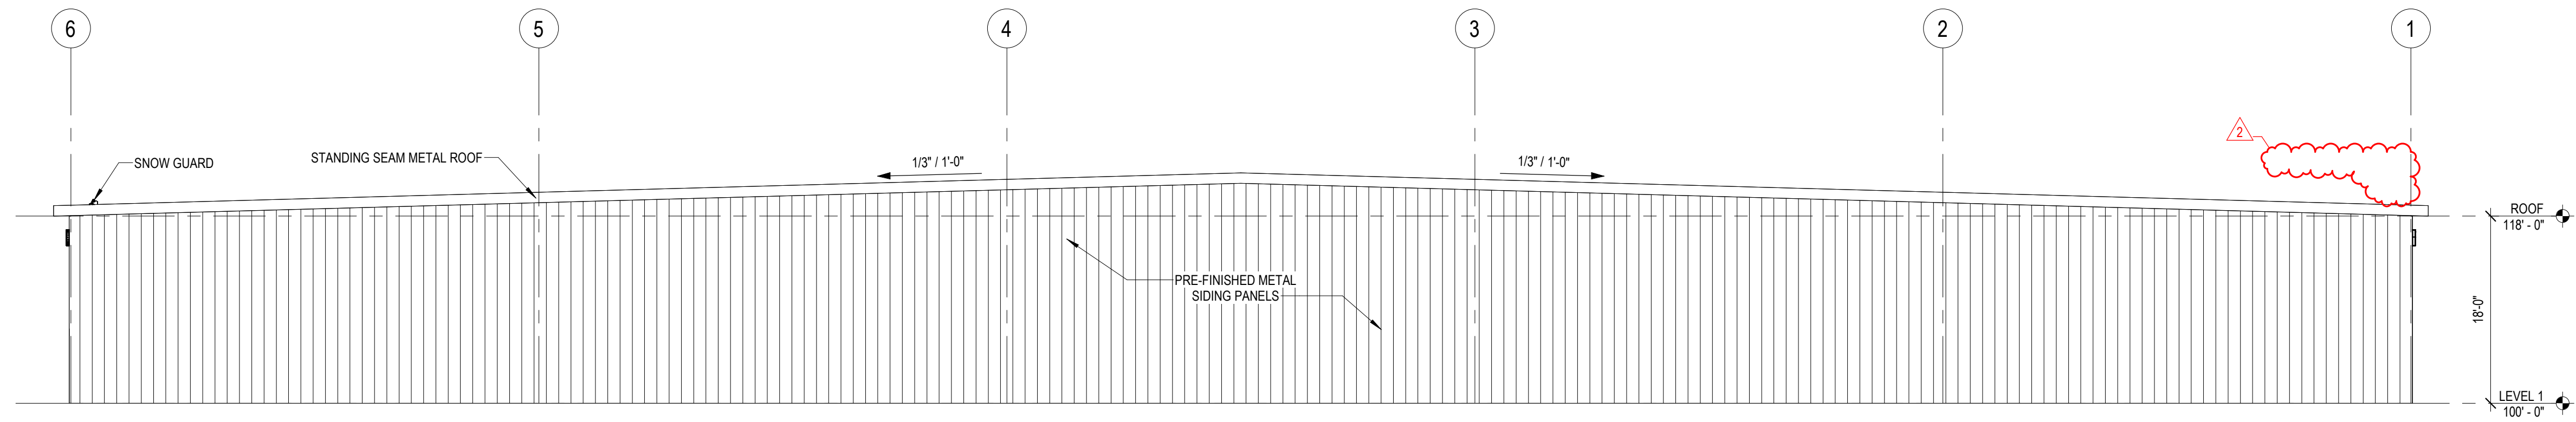 6
5
4
3
2
1
2
SNOW GUARD
STANDING SEAM METAL ROOF
1/3" / 1'-0"
1/3" / 1'-0"
ROOF
118' - 0"
PRE-FINISHED METAL
SIDING PANELS
18'-0"
LEVEL 1
100' - 0"